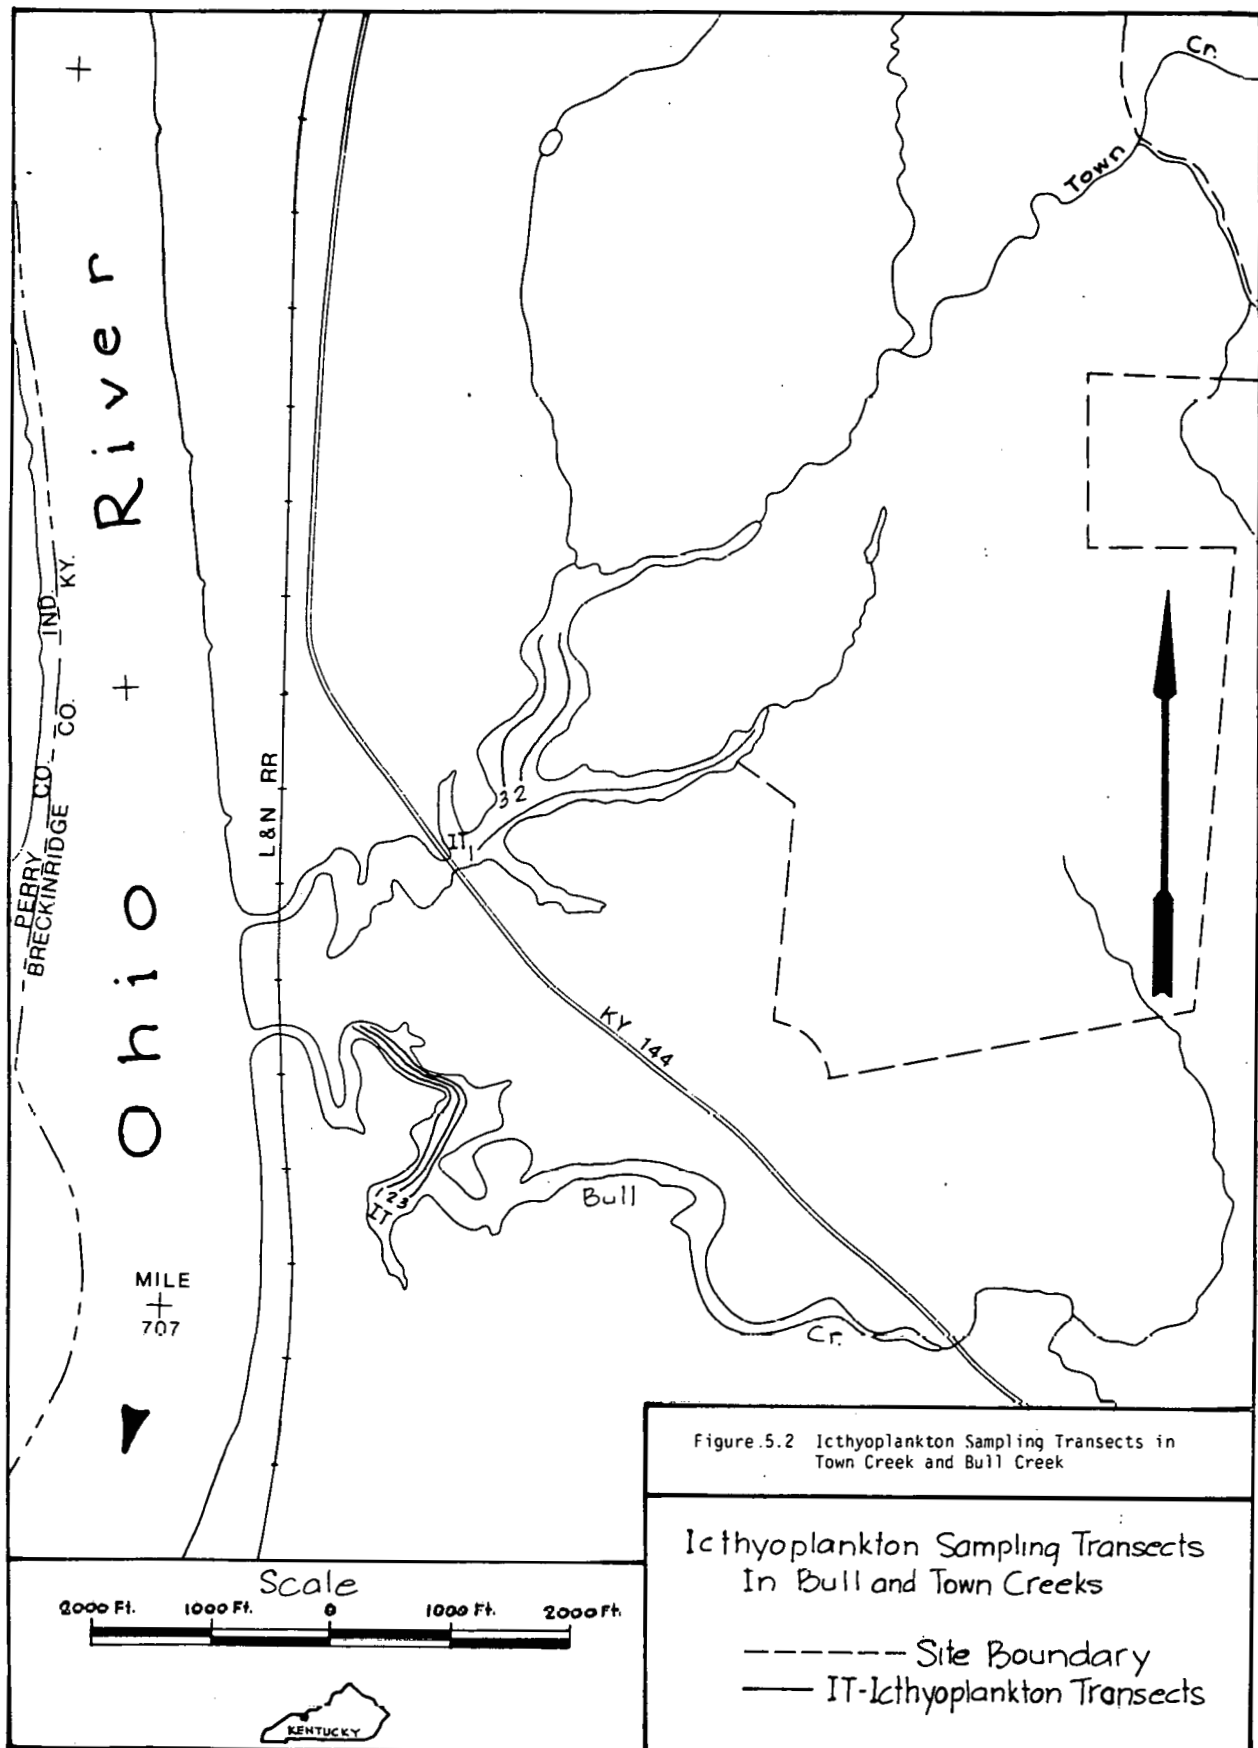 Cr.
Town
Ohio River
IND. KY.
PERRY CO.
BRECKINRIDGE CO.
L&N RR
3 2
IT 1
KY 144
1 2 3
IT
Bull
Cr.
MILE
707
Figure.5.2 Icthyoplankton Sampling Transects in
Town Creek and Bull Creek
Icthyoplankton Sampling Transects
In Bull and Town Creeks
Site Boundary
IT-Icthyoplankton Transects
Scale
2000 Ft. 1000 Ft. 0 1000 Ft. 2000 Ft.
KENTUCKY